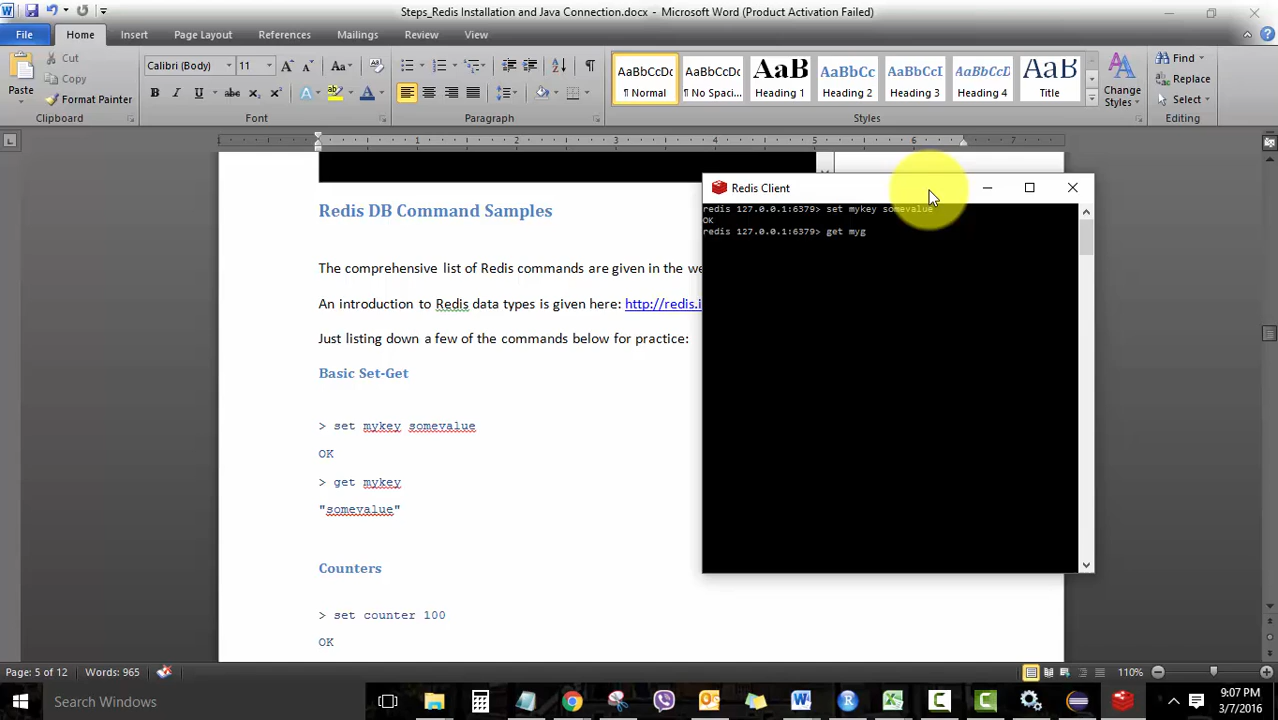 Steps_Redis Installation and Java Connection.docx - Microsoft Word (Product Activation Failed)
File Home Insert Page Layout References Mailings Review View
Cut
Copy
Format Painter
Paste
Clipboard
Calibri (Body) 11
Font
Paragraph
AaBbCcDc AaBbCcDc AaB AaBbCc AaBbCcI AaBbCcD AaB
¶ Normal ¶ No Spaci... Heading 1 Heading 2 Heading 3 Heading 4 Title
Change Styles
Styles
Find
Replace
Select
Editing
Redis DB Command Samples
The comprehensive list of Redis commands are given in the we
An introduction to Redis data types is given here: http://redis.i
Just listing down a few of the commands below for practice:
Basic Set-Get
> set mykey somevalue
OK
> get mykey
"somevalue"
Counters
> set counter 100
OK
Redis Client
redis 127.0.0.1:6379> set mykey somevalue
OK
redis 127.0.0.1:6379> get myg
Page: 5 of 12 Words: 965 110%
Search Windows
9:07 PM
3/7/2016